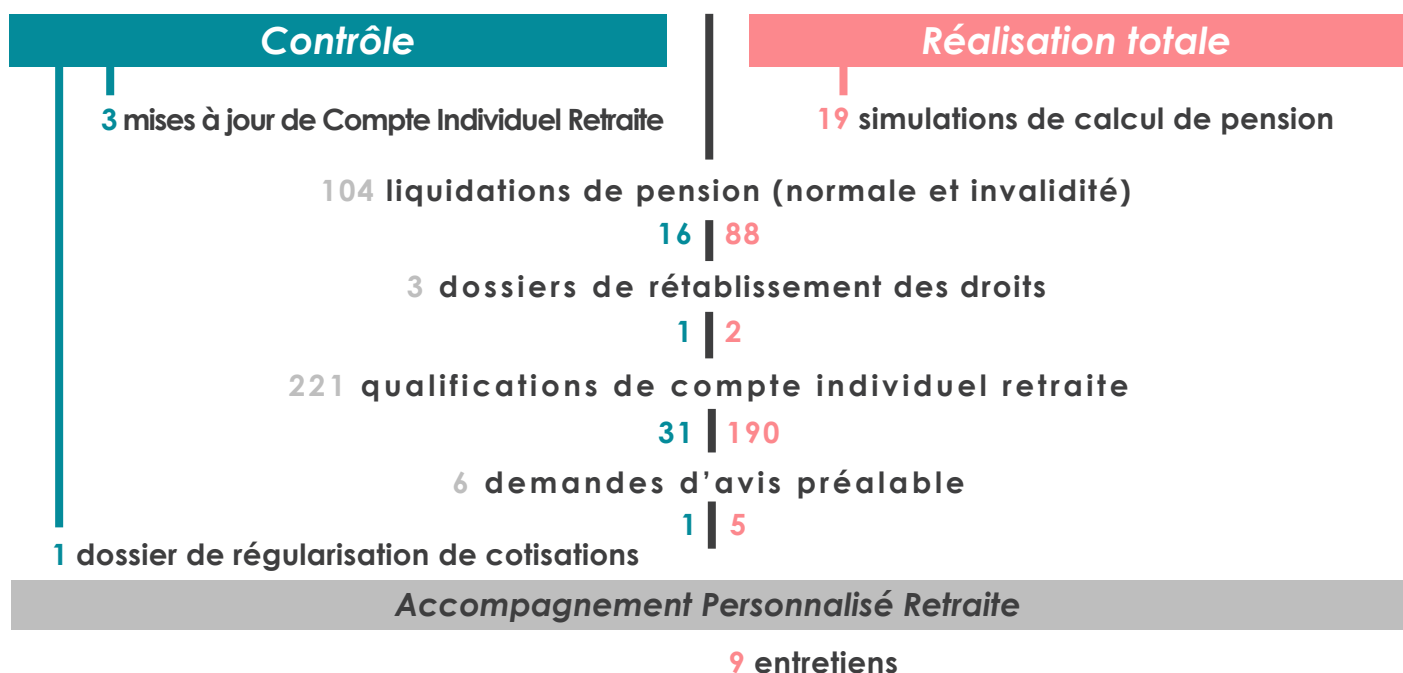 Contrôle
Réalisation totale
3 mises à jour de Compte Individuel Retraite
19 simulations de calcul de pension
104 liquidations de pension (normale et invalidité)
16 88
3 dossiers de rétablissement des droits
1 2
221 qualifications de compte individuel retraite
31 190
6 demandes d’avis préalable
1 5
1 dossier de régularisation de cotisations
Accompagnement Personnalisé Retraite
9 entretiens